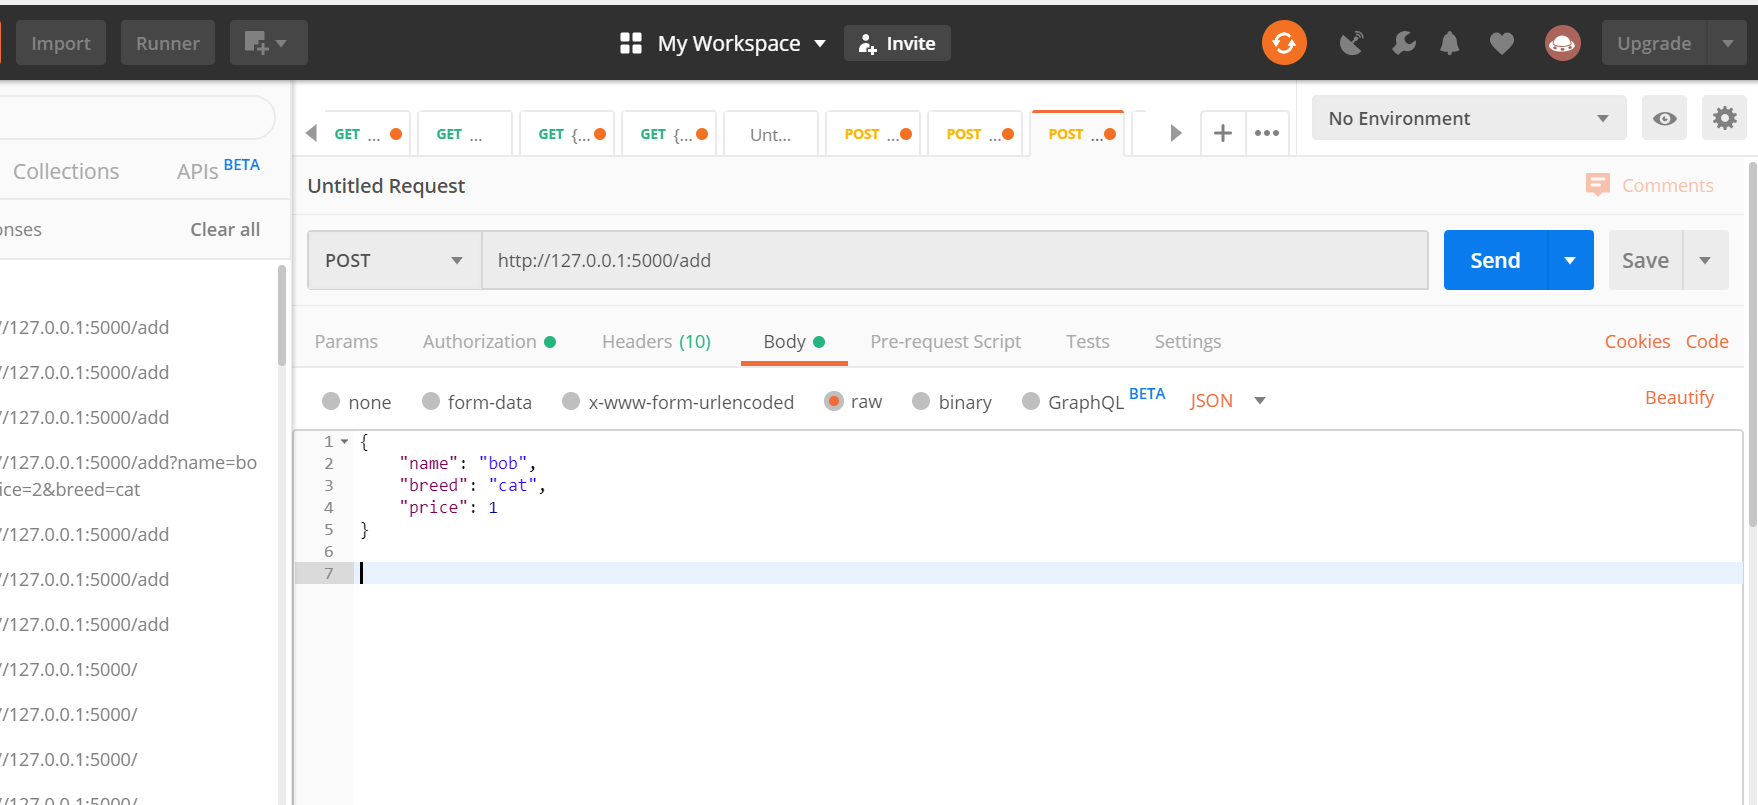 Import Runner My Workspace Invite Upgrade
GET ... GET ... GET {... GET {... Unt... POST ... POST ... POST ... No Environment
Collections APIs BETA
Untitled Request Comments
onses Clear all
POST http://127.0.0.1:5000/add Send Save
Params Authorization Headers (10) Body Pre-request Script Tests Settings Cookies Code
none form-data x-www-form-urlencoded raw binary GraphQL BETA JSON Beautify
//127.0.0.1:5000/add
//127.0.0.1:5000/add
//127.0.0.1:5000/add
//127.0.0.1:5000/add?name=bo
ice=2&breed=cat
//127.0.0.1:5000/add
//127.0.0.1:5000/add
//127.0.0.1:5000/add
//127.0.0.1:5000/
//127.0.0.1:5000/
//127.0.0.1:5000/
//127.0.0.1:5000/
1 {
2 "name": "bob",
3 "breed": "cat",
4 "price": 1
5 }
6
7